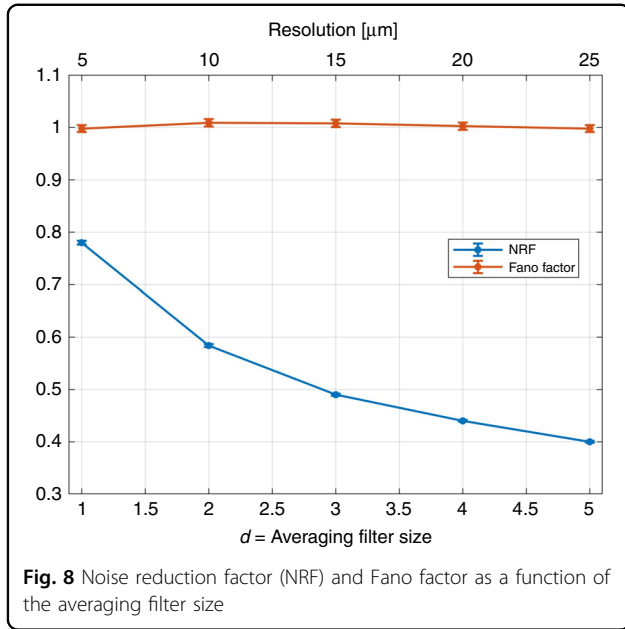 Resolution [μm]
5 10 15 20 25
1.1
1
0.9
0.8
0.7
0.6
0.5
0.4
0.3
NRF
Fano factor
1 1.5 2 2.5 3 3.5 4 4.5 5
d = Averaging filter size
Fig. 8 Noise reduction factor (NRF) and Fano factor as a function of
the averaging filter size